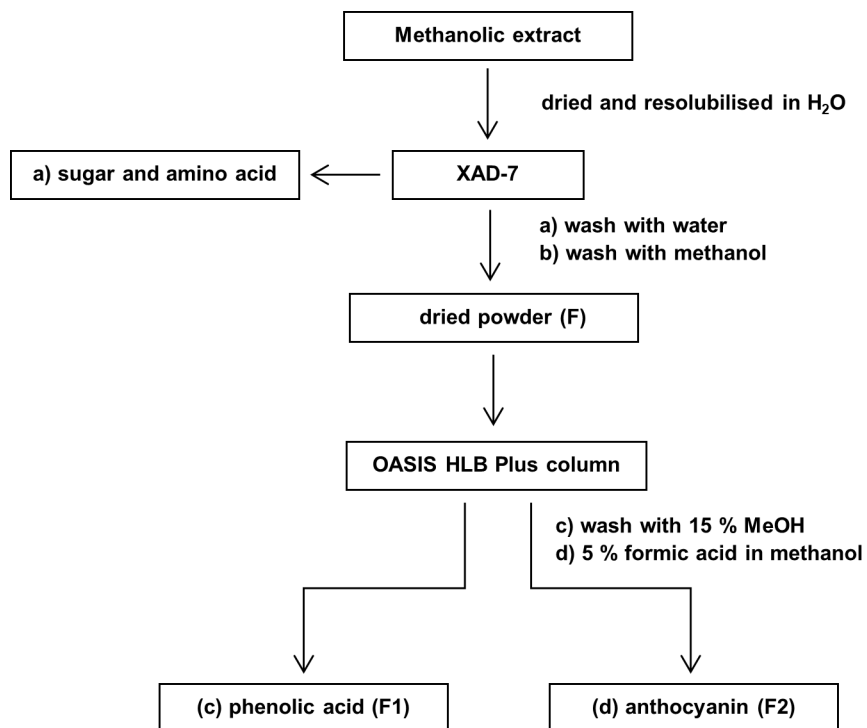 Methanolic extract
dried and resolubilised in H₂O
a) sugar and amino acid
XAD-7
a) wash with water
b) wash with methanol
dried powder (F)
OASIS HLB Plus column
c) wash with 15 % MeOH
d) 5 % formic acid in methanol
(c) phenolic acid (F1)
(d) anthocyanin (F2)